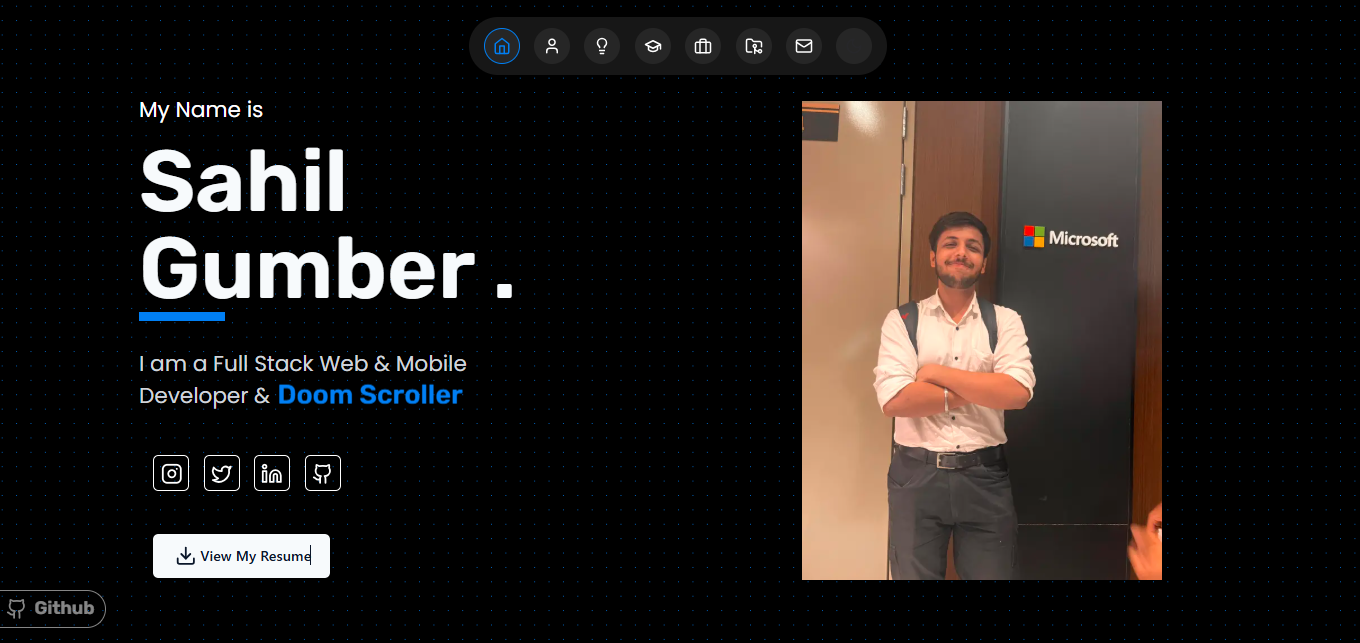 My Name is
Sahil
Gumber .
I am a Full Stack Web & Mobile
Developer & Doom Scroller
View My Resume
Github
Microsoft